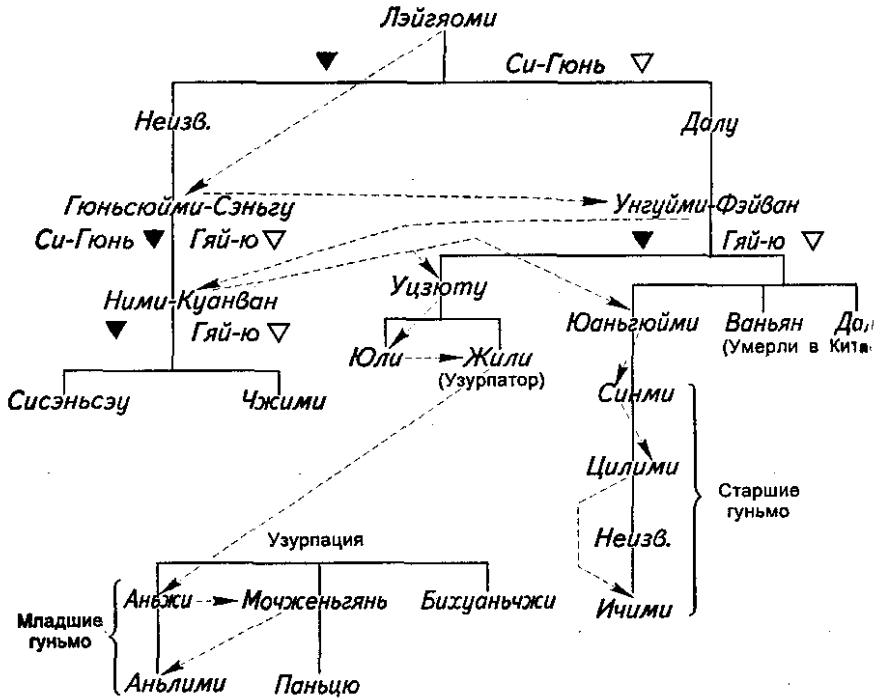 Лэйгяоми
Си-Гюнь
Неизв.
Далу
Гюньсюйми-Сэньгу
Унгуйми-Фэйван
Си-Гюнь
Гяй-ю
Гяй-ю
Ними-Куанван
Уцзюту
Гяй-ю
Юаньгюйми
Ваньян
(Умерли в
Юли
Жили
(Узурпатор)
Сисэньсэу
Чжими
Синми
Цилими
Старшие
гуньмо
Неизв.
Ичими
Узурпация
Аньжи
Мочженьгянь
Бихуаньчжи
Младшие
гуньмо
Аньлими
Паньцю